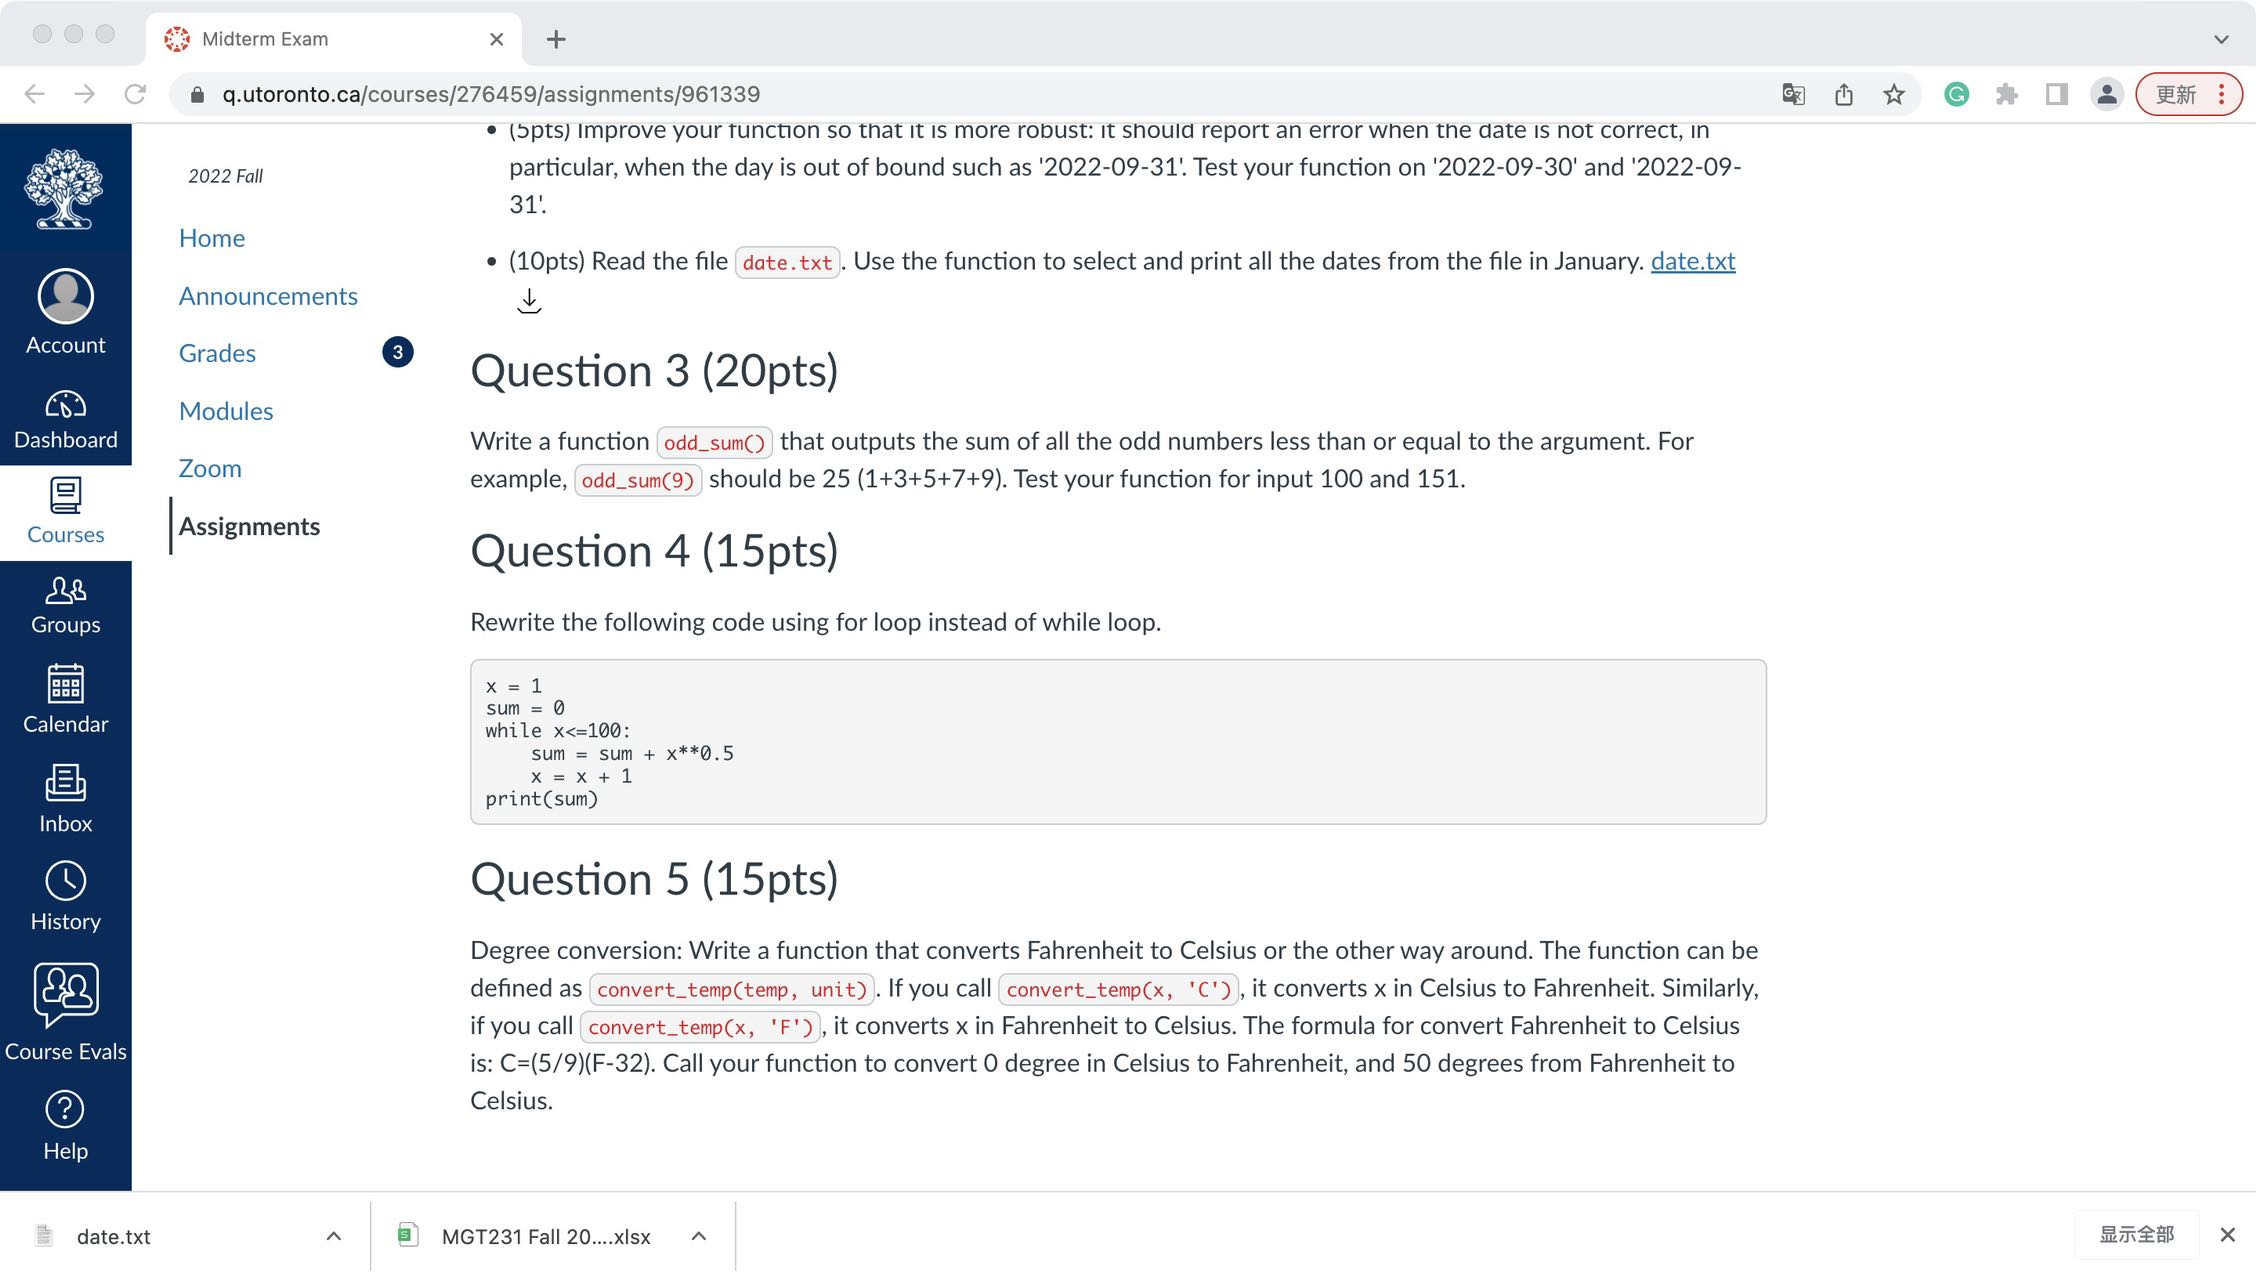 Midterm Exam
q.utoronto.ca/courses/276459/assignments/961339
更新
Account
Dashboard
Courses
Groups
Calendar
Inbox
History
Course Evals
Help
2022 Fall
Home
Announcements
Grades 3
Modules
Zoom
Assignments
• (5pts) Improve your function so that it is more robust: it should report an error when the date is not correct, in
particular, when the day is out of bound such as '2022-09-31'. Test your function on '2022-09-30' and '2022-09-
31'.
• (10pts) Read the file date.txt. Use the function to select and print all the dates from the file in January. date.txt
Question 3 (20pts)
Write a function odd_sum() that outputs the sum of all the odd numbers less than or equal to the argument. For
example, odd_sum(9) should be 25 (1+3+5+7+9). Test your function for input 100 and 151.
Question 4 (15pts)
Rewrite the following code using for loop instead of while loop.
x = 1
sum = 0
while x<=100:
    sum = sum + x**0.5
    x = x + 1
print(sum)
Question 5 (15pts)
Degree conversion: Write a function that converts Fahrenheit to Celsius or the other way around. The function can be
defined as convert_temp(temp, unit). If you call convert_temp(x, 'C'), it converts x in Celsius to Fahrenheit. Similarly,
if you call convert_temp(x, 'F'), it converts x in Fahrenheit to Celsius. The formula for convert Fahrenheit to Celsius
is: C=(5/9)(F-32). Call your function to convert 0 degree in Celsius to Fahrenheit, and 50 degrees from Fahrenheit to
Celsius.
date.txt
MGT231 Fall 20....xlsx
显示全部